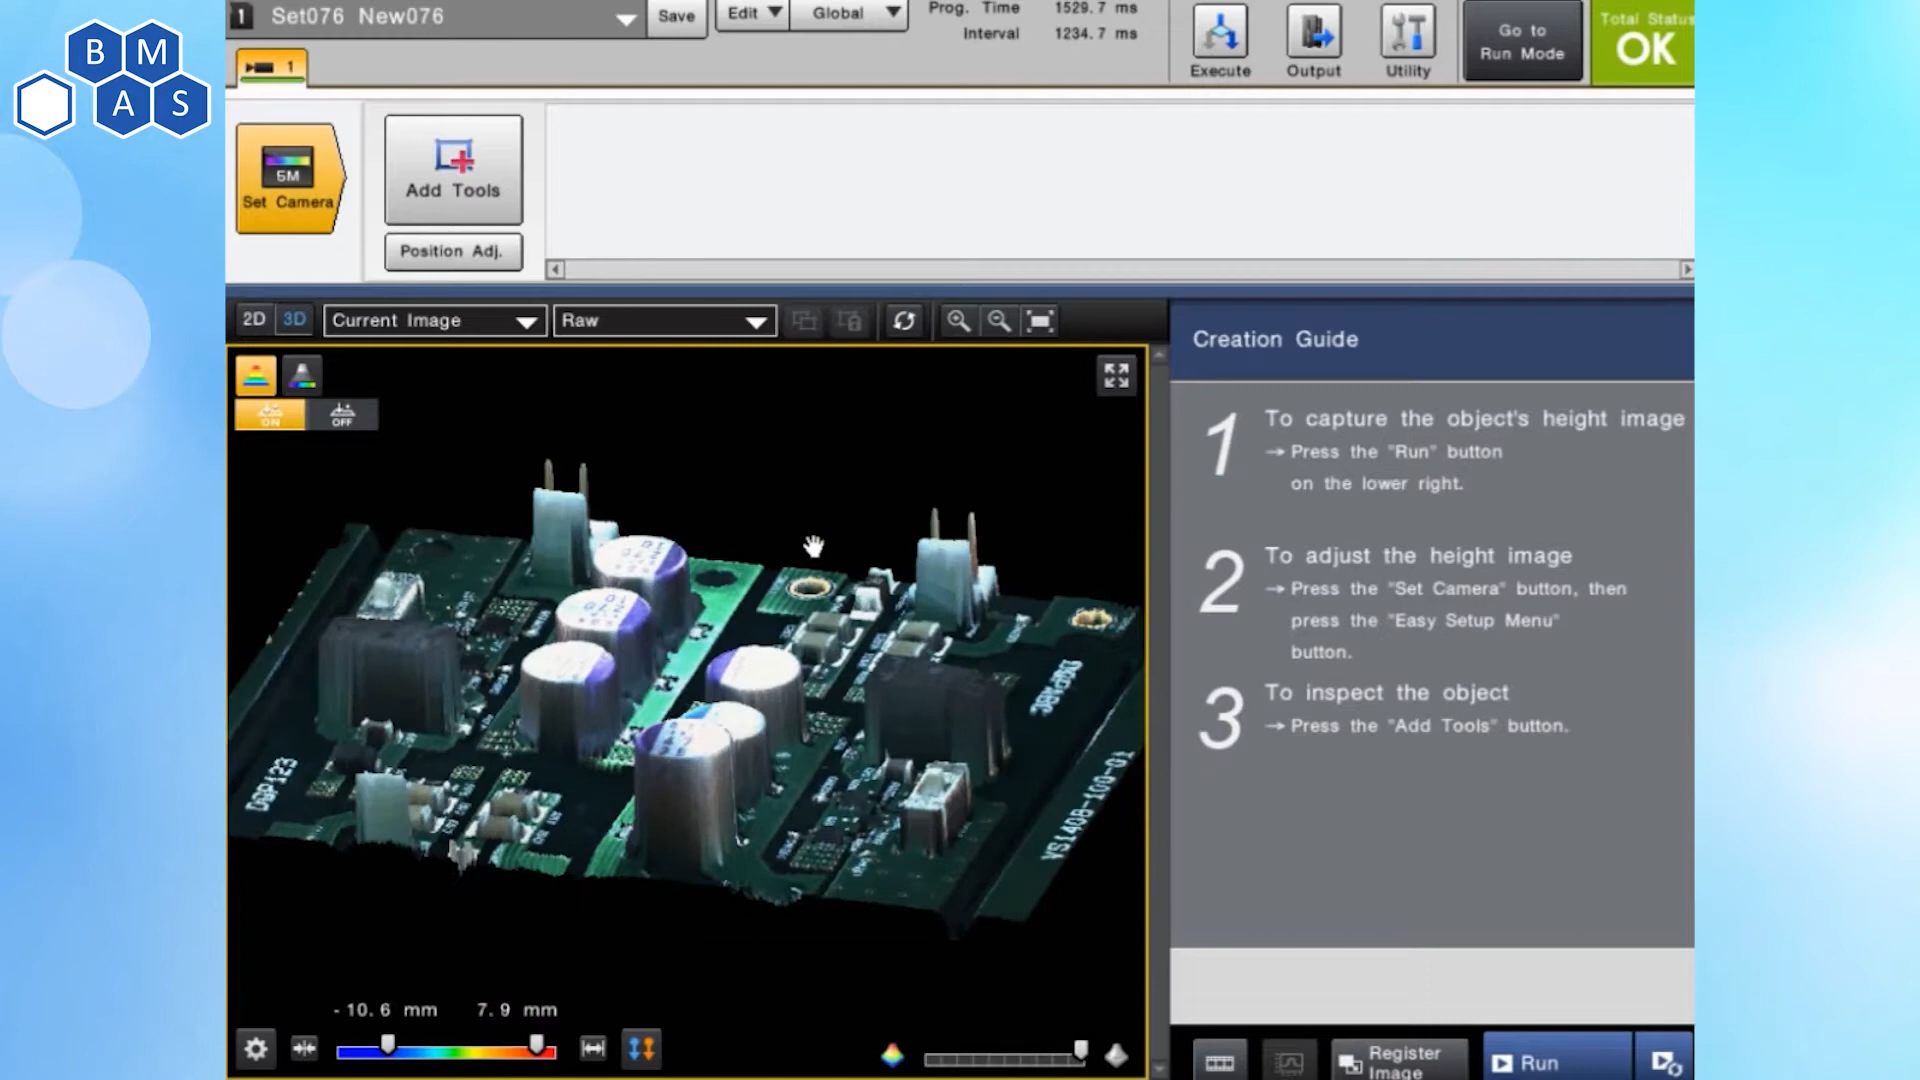 B M
A S
1 Set076 New076
Save
Edit
Global
Prog. Time 1529.7 ms
Interval 1234.7 ms
Execute
Output
Utility
Go to
Run Mode
Total Status
OK
1
5M
Set Camera
Add Tools
Position Adj.
2D
3D
Current Image
Raw
ON
OFF
Creation Guide
1 To capture the object's height image
→ Press the "Run" button
on the lower right.
2 To adjust the height image
→ Press the "Set Camera" button, then
press the "Easy Setup Menu"
button.
3 To inspect the object
→ Press the "Add Tools" button.
VS1408-100-01
-10.6 mm 7.9 mm
Register
Image
Run